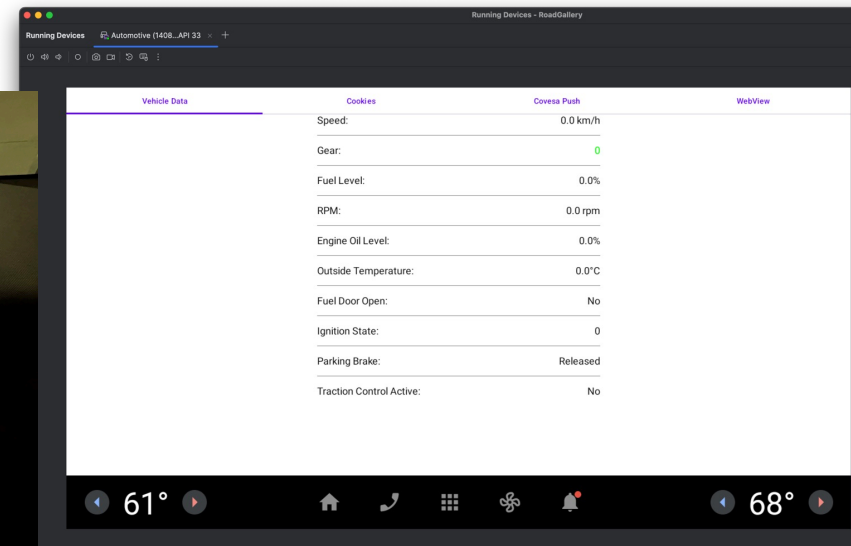 Running Devices - RoadGallery
Running Devices Automotive (1408...API 33 × +
Vehicle Data Cookies Covesa Push WebView
Speed: 0.0 km/h
Gear: 0
Fuel Level: 0.0%
RPM: 0.0 rpm
Engine Oil Level: 0.0%
Outside Temperature: 0.0°C
Fuel Door Open: No
Ignition State: 0
Parking Brake: Released
Traction Control Active: No
61° 68°